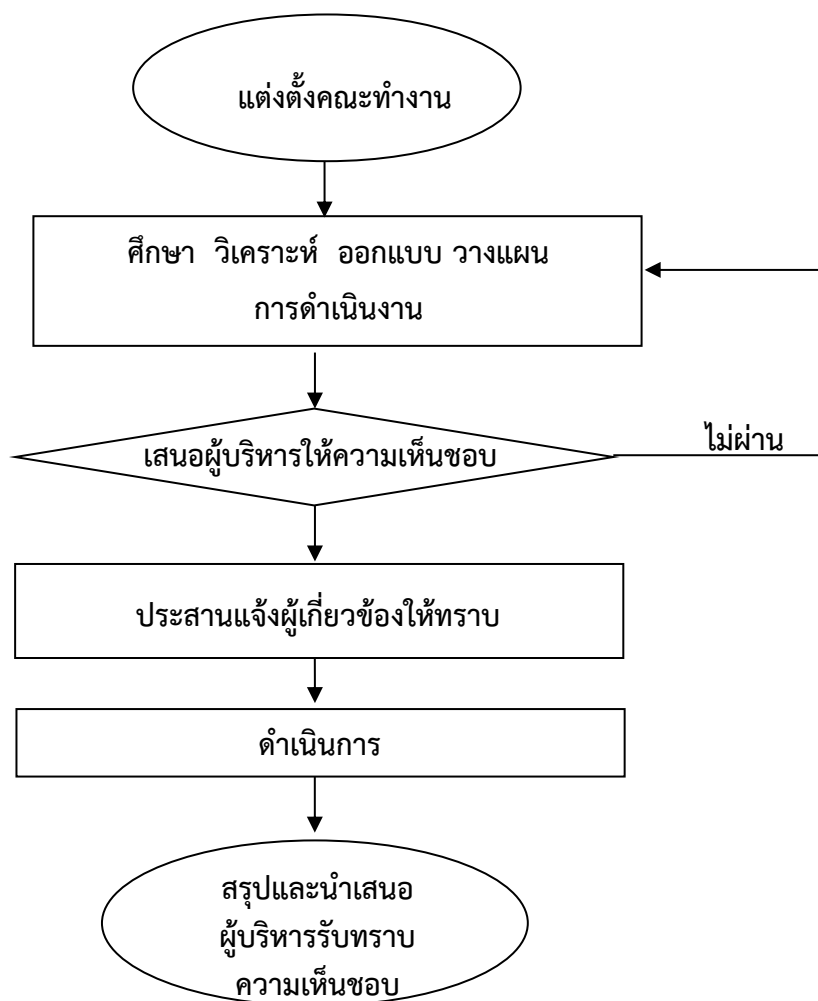 แต่งตั้งคณะทำงาน
ศึกษา วิเคราะห์ ออกแบบ วางแผน
การดำเนินงาน
เสนอผู้บริหารให้ความเห็นชอบ
ไม่ผ่าน
ประสานแจ้งผู้เกี่ยวข้องให้ทราบ
ดำเนินการ
สรุปและนำเสนอ
ผู้บริหารรับทราบ
ความเห็นชอบ